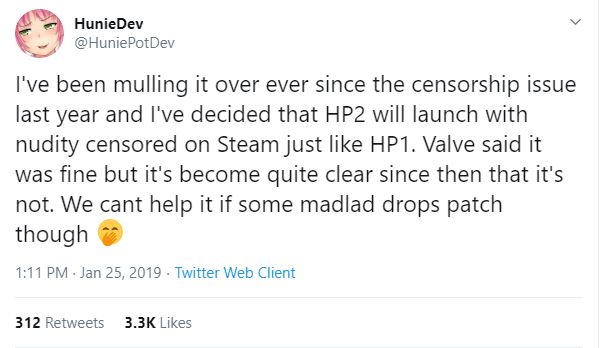 HunieDev
@HuniePotDev
I've been mulling it over ever since the censorship issue
last year and I've decided that HP2 will launch with
nudity censored on Steam just like HP1. Valve said it
was fine but it's become quite clear since then that it's
not. We cant help it if some madlad drops patch
though 🤭
1:11 PM · Jan 25, 2019 · Twitter Web Client
312 Retweets 3.3K Likes